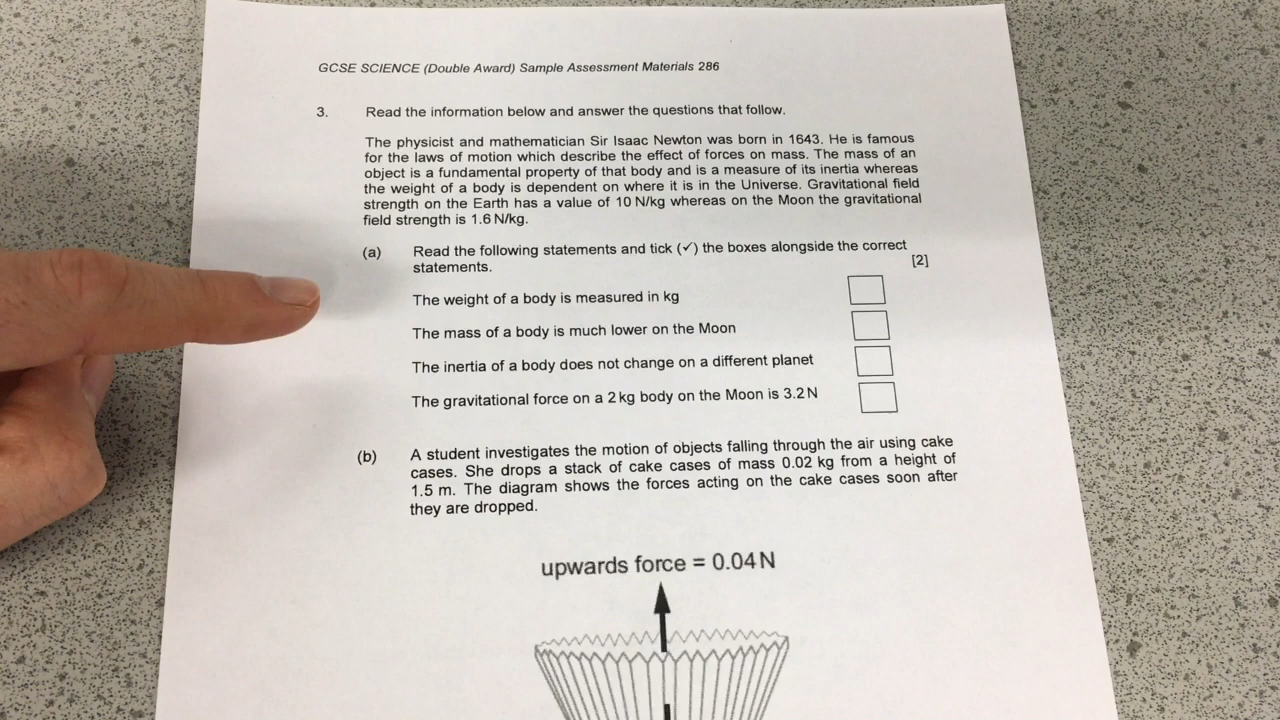 GCSE SCIENCE (Double Award) Sample Assessment Materials 286
3. Read the information below and answer the questions that follow.
The physicist and mathematician Sir Isaac Newton was born in 1643. He is famous
for the laws of motion which describe the effect of forces on mass. The mass of an
object is a fundamental property of that body and is a measure of its inertia whereas
the weight of a body is dependent on where it is in the Universe. Gravitational field
strength on the Earth has a value of 10 N/kg whereas on the Moon the gravitational
field strength is 1.6 N/kg.
(a) Read the following statements and tick (✓) the boxes alongside the correct
statements.
[2]
The weight of a body is measured in kg
The mass of a body is much lower on the Moon
The inertia of a body does not change on a different planet
The gravitational force on a 2 kg body on the Moon is 3.2 N
(b) A student investigates the motion of objects falling through the air using cake
cases. She drops a stack of cake cases of mass 0.02 kg from a height of
1.5 m. The diagram shows the forces acting on the cake cases soon after
they are dropped.
upwards force = 0.04 N